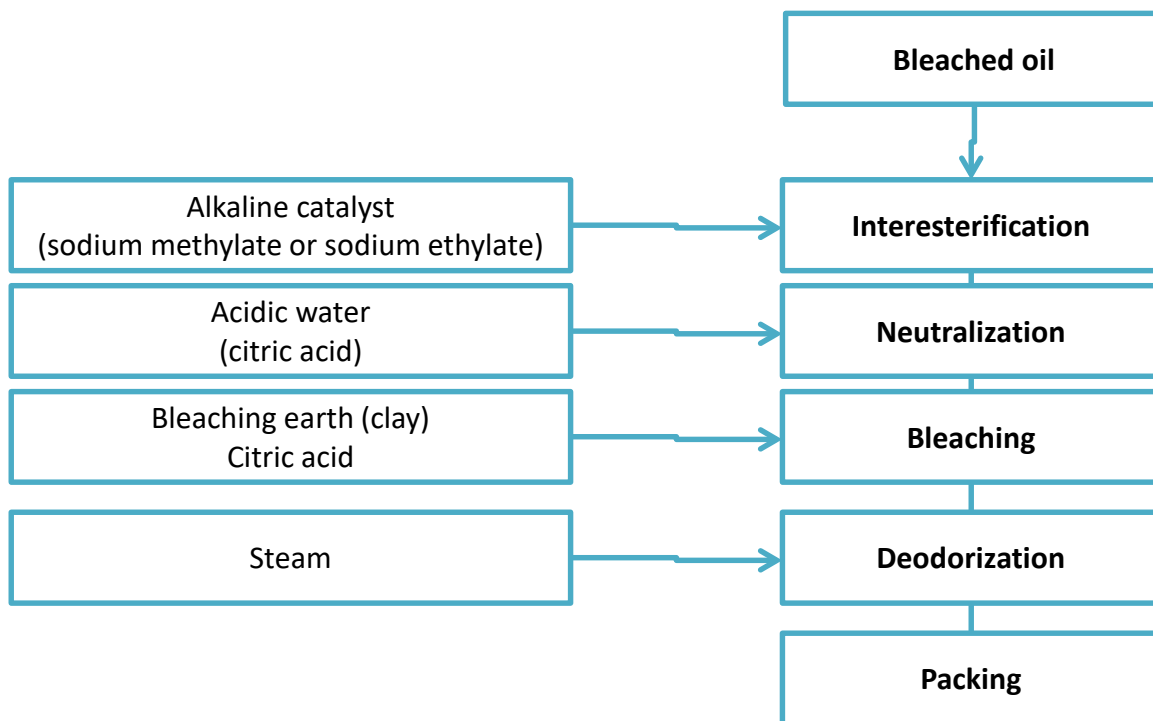 Bleached oil
Alkaline catalyst
(sodium methylate or sodium ethylate)
Interesterification
Acidic water
(citric acid)
Neutralization
Bleaching earth (clay)
Citric acid
Bleaching
Steam
Deodorization
Packing